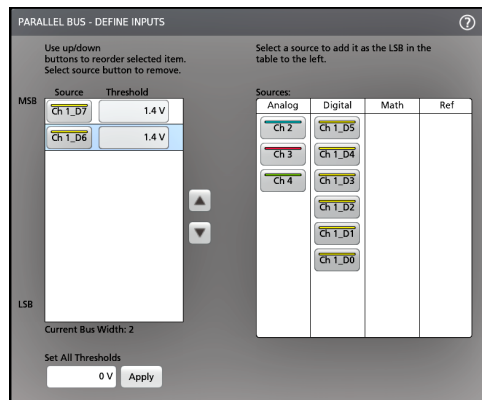 PARALLEL BUS - DEFINE INPUTS
?
Use up/down
buttons to reorder selected item.
Select source button to remove.
Source Threshold
MSB
Ch 1_D7 1.4 V
Ch 1_D6 1.4 V
LSB
Current Bus Width: 2
Set All Thresholds
0 V Apply
Select a source to add it as the LSB in the
table to the left.
Sources:
Analog Digital Math Ref
Ch 2 Ch 1_D5
Ch 3 Ch 1_D4
Ch 4 Ch 1_D3
Ch 1_D2
Ch 1_D1
Ch 1_D0